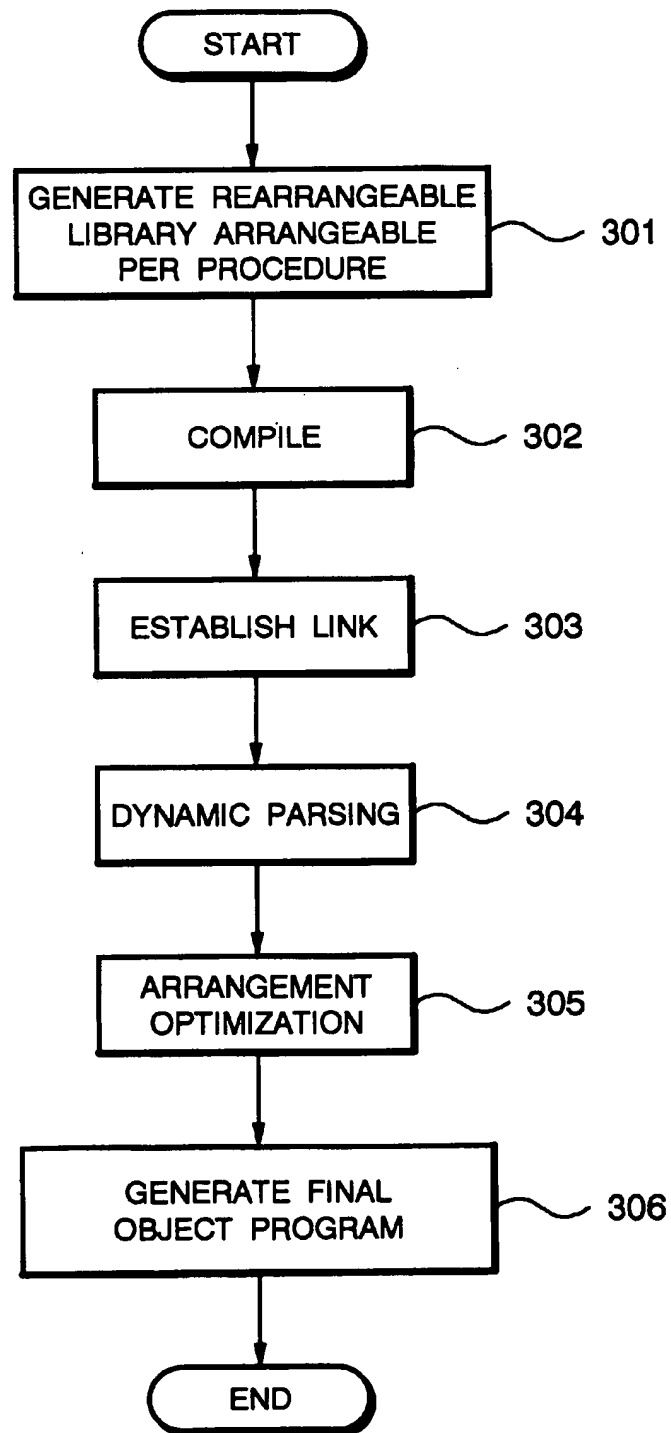 START
GENERATE REARRANGEABLE
LIBRARY ARRANGEABLE
PER PROCEDURE
301
COMPILE
302
ESTABLISH LINK
303
DYNAMIC PARSING
304
ARRANGEMENT
OPTIMIZATION
305
GENERATE FINAL
OBJECT PROGRAM
306
END